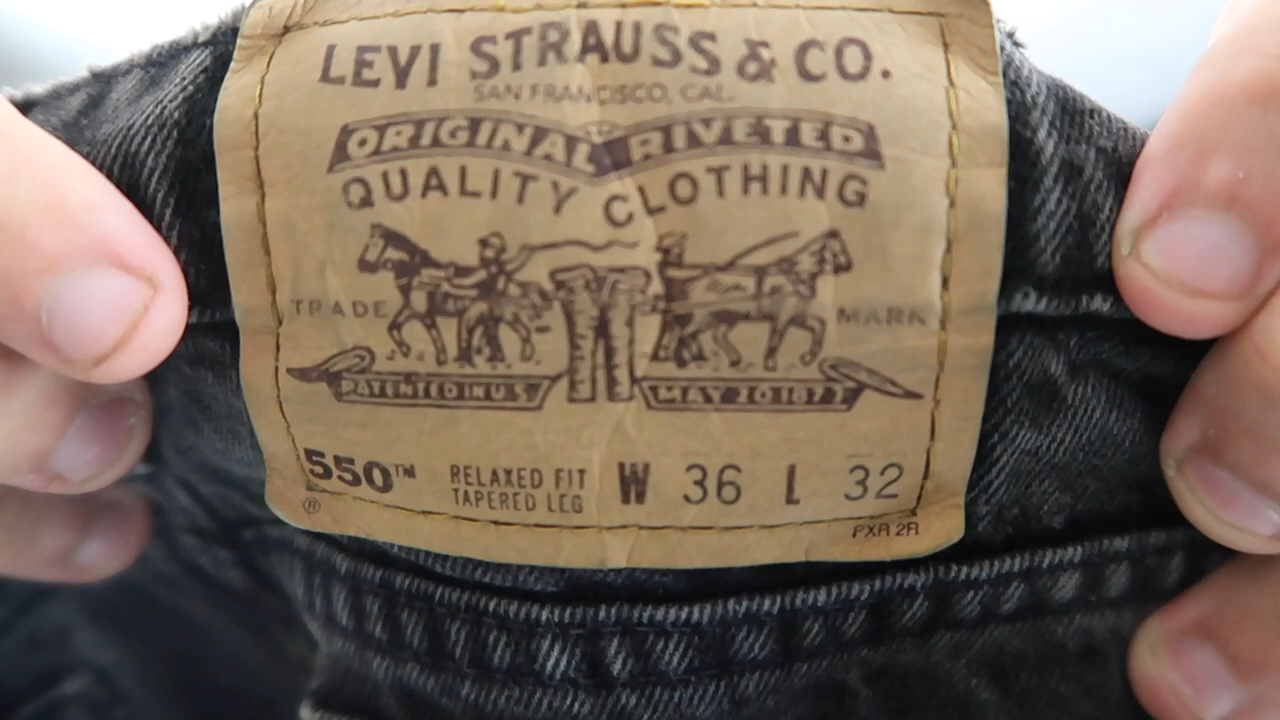 LEVI STRAUSS & CO.
SAN FRANCISCO, CAL.
ORIGINAL RIVETED
QUALITY CLOTHING
TRADE MARK
PATENTED IN U S MAY 20 1873
550™ RELAXED FIT W 36 L 32
TAPERED LEG
® PXR 2R